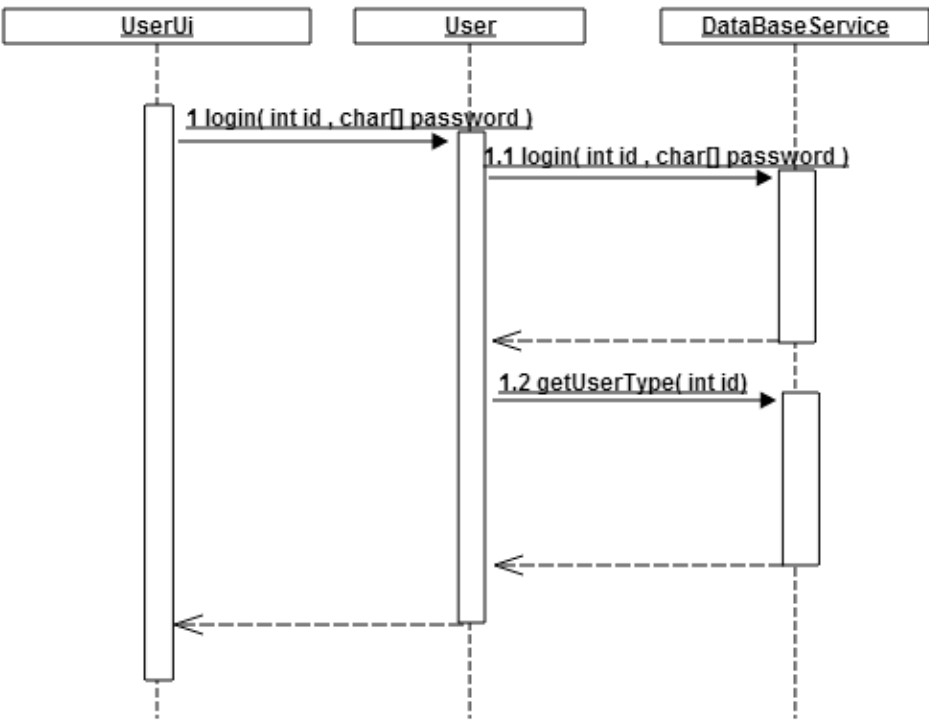 UserUi
User
DataBaseService
1 login( int id , char[] password )
1.1 login( int id , char[] password )
1.2 getUserType( int id)